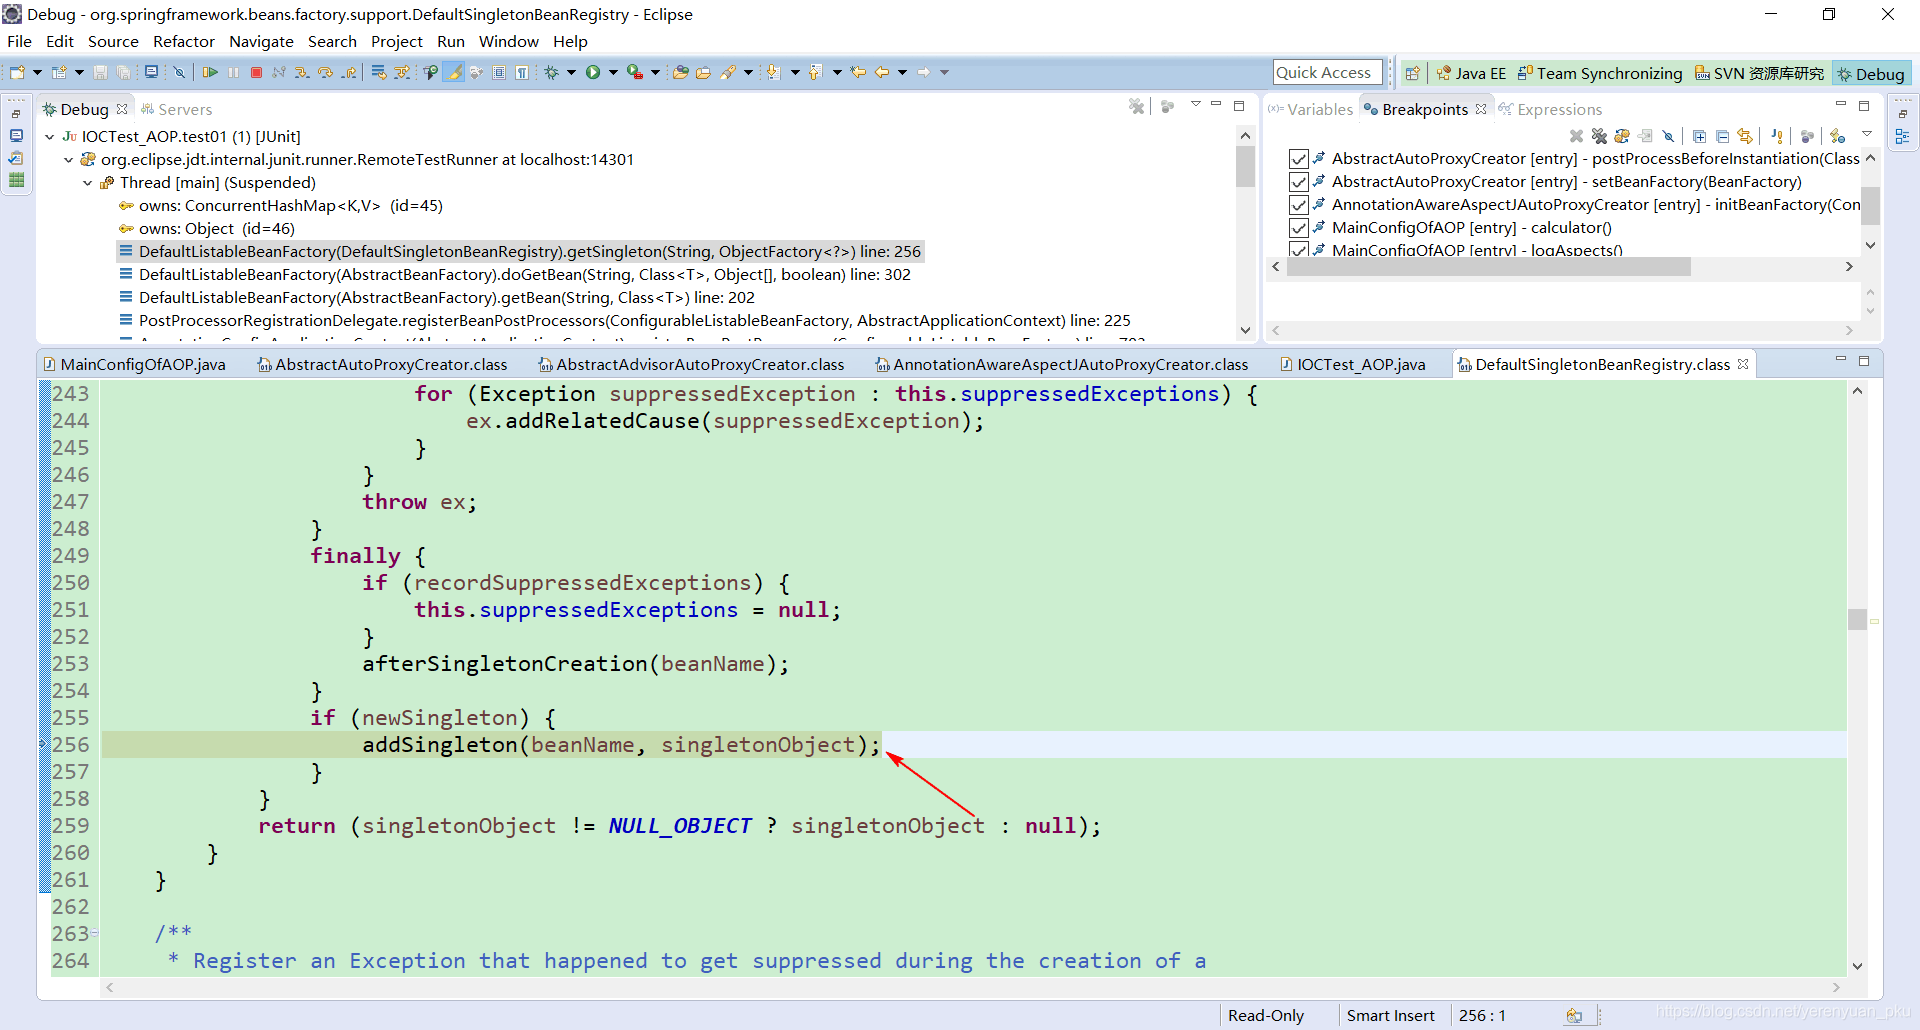 Debug - org.springframework.beans.factory.support.DefaultSingletonBeanRegistry - Eclipse
File Edit Source Refactor Navigate Search Project Run Window Help
Quick Access
Java EE
Team Synchronizing
SVN 资源库研究
Debug
Debug
Servers
IOCTest_AOP.test01 (1) [JUnit]
org.eclipse.jdt.internal.junit.runner.RemoteTestRunner at localhost:14301
Thread [main] (Suspended)
owns: ConcurrentHashMap<K,V> (id=45)
owns: Object (id=46)
DefaultListableBeanFactory(DefaultSingletonBeanRegistry).getSingleton(String, ObjectFactory<?>) line: 256
DefaultListableBeanFactory(AbstractBeanFactory).doGetBean(String, Class<T>, Object[], boolean) line: 302
DefaultListableBeanFactory(AbstractBeanFactory).getBean(String, Class<T>) line: 202
PostProcessorRegistrationDelegate.registerBeanPostProcessors(ConfigurableListableBeanFactory, AbstractApplicationContext) line: 225
(x)= Variables
Breakpoints
Expressions
AbstractAutoProxyCreator [entry] - postProcessBeforeInstantiation(Class
AbstractAutoProxyCreator [entry] - setBeanFactory(BeanFactory)
AnnotationAwareAspectJAutoProxyCreator [entry] - initBeanFactory(Con
MainConfigOfAOP [entry] - calculator()
MainConfigOfAOP [entry] - logAspects()
MainConfigOfAOP.java
AbstractAutoProxyCreator.class
AbstractAdvisorAutoProxyCreator.class
AnnotationAwareAspectJAutoProxyCreator.class
IOCTest_AOP.java
DefaultSingletonBeanRegistry.class
243 for (Exception suppressedException : this.suppressedExceptions) {
244 ex.addRelatedCause(suppressedException);
245 }
246 }
247 throw ex;
248 }
249 finally {
250 if (recordSuppressedExceptions) {
251 this.suppressedExceptions = null;
252 }
253 afterSingletonCreation(beanName);
254 }
255 if (newSingleton) {
256 addSingleton(beanName, singletonObject);
257 }
258 }
259 return (singletonObject != NULL_OBJECT ? singletonObject : null);
260 }
261 }
262
263 /**
264 * Register an Exception that happened to get suppressed during the creation of a
Read-Only
Smart Insert
256 : 1
https://blog.csdn.net/yerenyuan_pku